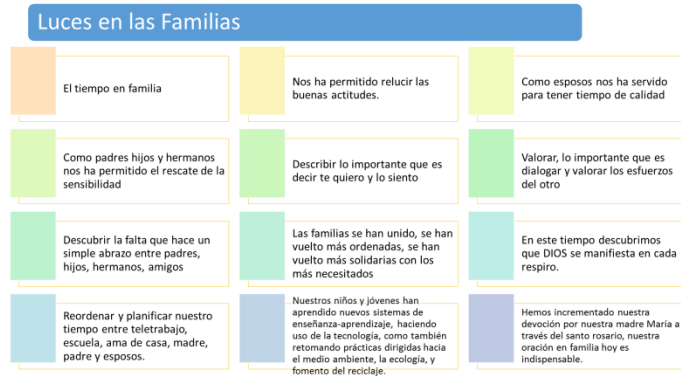 Luces en las Familias
El tiempo en familia
Nos ha permitido relucir las
buenas actitudes.
Como esposos nos ha servido
para tener tiempo de calidad
Como padres hijos y hermanos
nos ha permitido el rescate de la
sensibilidad
Describir lo importante que es
decir te quiero y lo siento
Valorar, lo importante que es
dialogar y valorar los esfuerzos
del otro
Descubrir la falta que hace un
simple abrazo entre padres,
hijos, hermanos, amigos
Las familias se han unido, se han
vuelto más ordenadas, se han
vuelto más solidarias con los
más necesitados
En este tiempo descubrimos
que DIOS se manifiesta en cada
respiro.
Reordenar y planificar nuestro
tiempo entre teletrabajo,
escuela, ama de casa, madre,
padre y esposos.
Nuestros niños y jóvenes han
aprendido nuevos sistemas de
enseñanza-aprendizaje, haciendo
uso de la tecnología, como también
retomando prácticas dirigidas hacia
el medio ambiente, la ecología, y
fomento del reciclaje.
Hemos incrementado nuestra
devoción por nuestra madre María a
través del santo rosario, nuestra
oración en familia hoy es
indispensable.